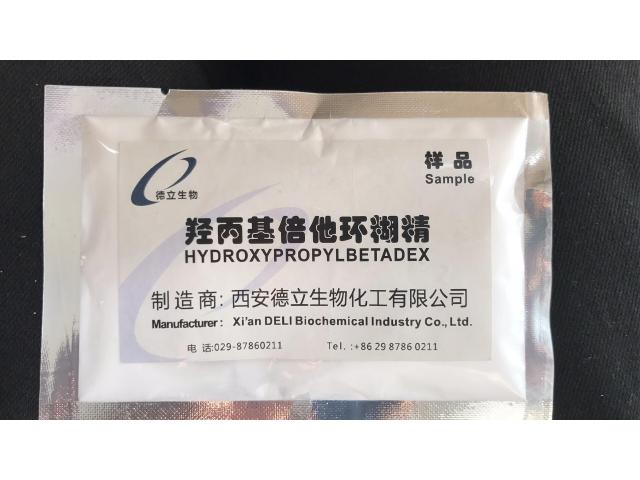 德立生物
样品
Sample
羟丙基倍他环糊精
HYDROXYPROPYLBETADEX
制造商: 西安德立生物化工有限公司
Manufacturer: Xi'an DELI Biochemical Industry Co., Ltd.
电 话:029-87860211 Tel.:+86 29 8786 0211